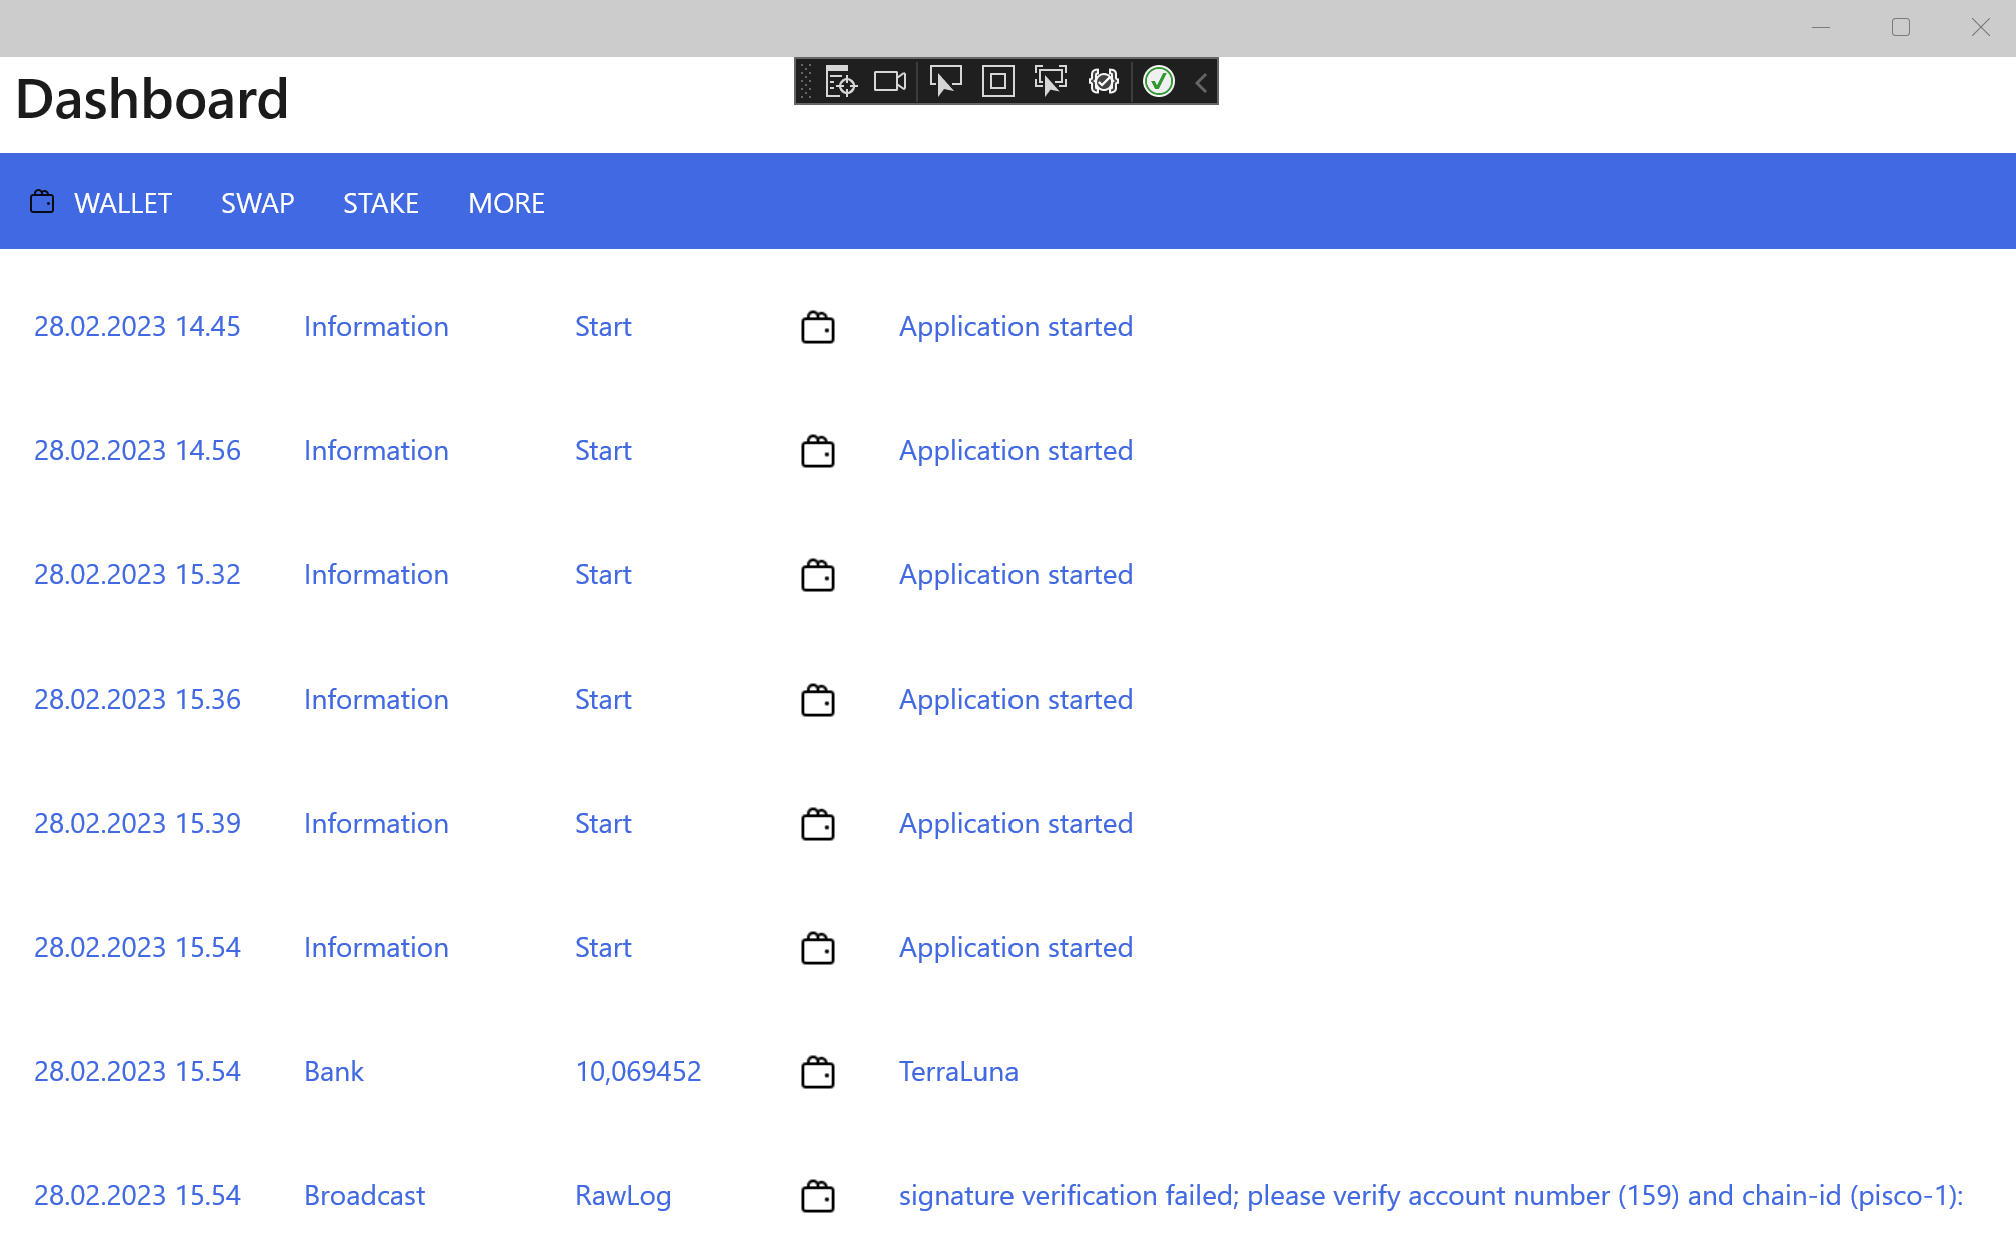 Dashboard
WALLET SWAP STAKE MORE
28.02.2023 14.45 Information Start Application started
28.02.2023 14.56 Information Start Application started
28.02.2023 15.32 Information Start Application started
28.02.2023 15.36 Information Start Application started
28.02.2023 15.39 Information Start Application started
28.02.2023 15.54 Information Start Application started
28.02.2023 15.54 Bank 10,069452 TerraLuna
28.02.2023 15.54 Broadcast RawLog signature verification failed; please verify account number (159) and chain-id (pisco-1):